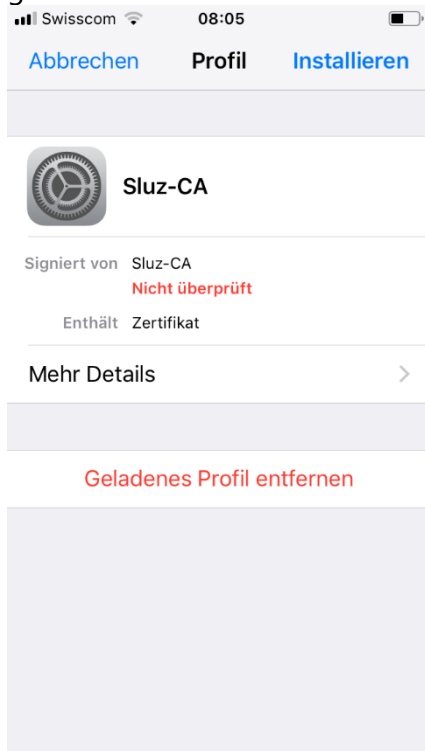 Swisscom 08:05
Abbrechen Profil Installieren
Sluz-CA
Signiert von Sluz-CA
Nicht überprüft
Enthält Zertifikat
Mehr Details
Geladenes Profil entfernen